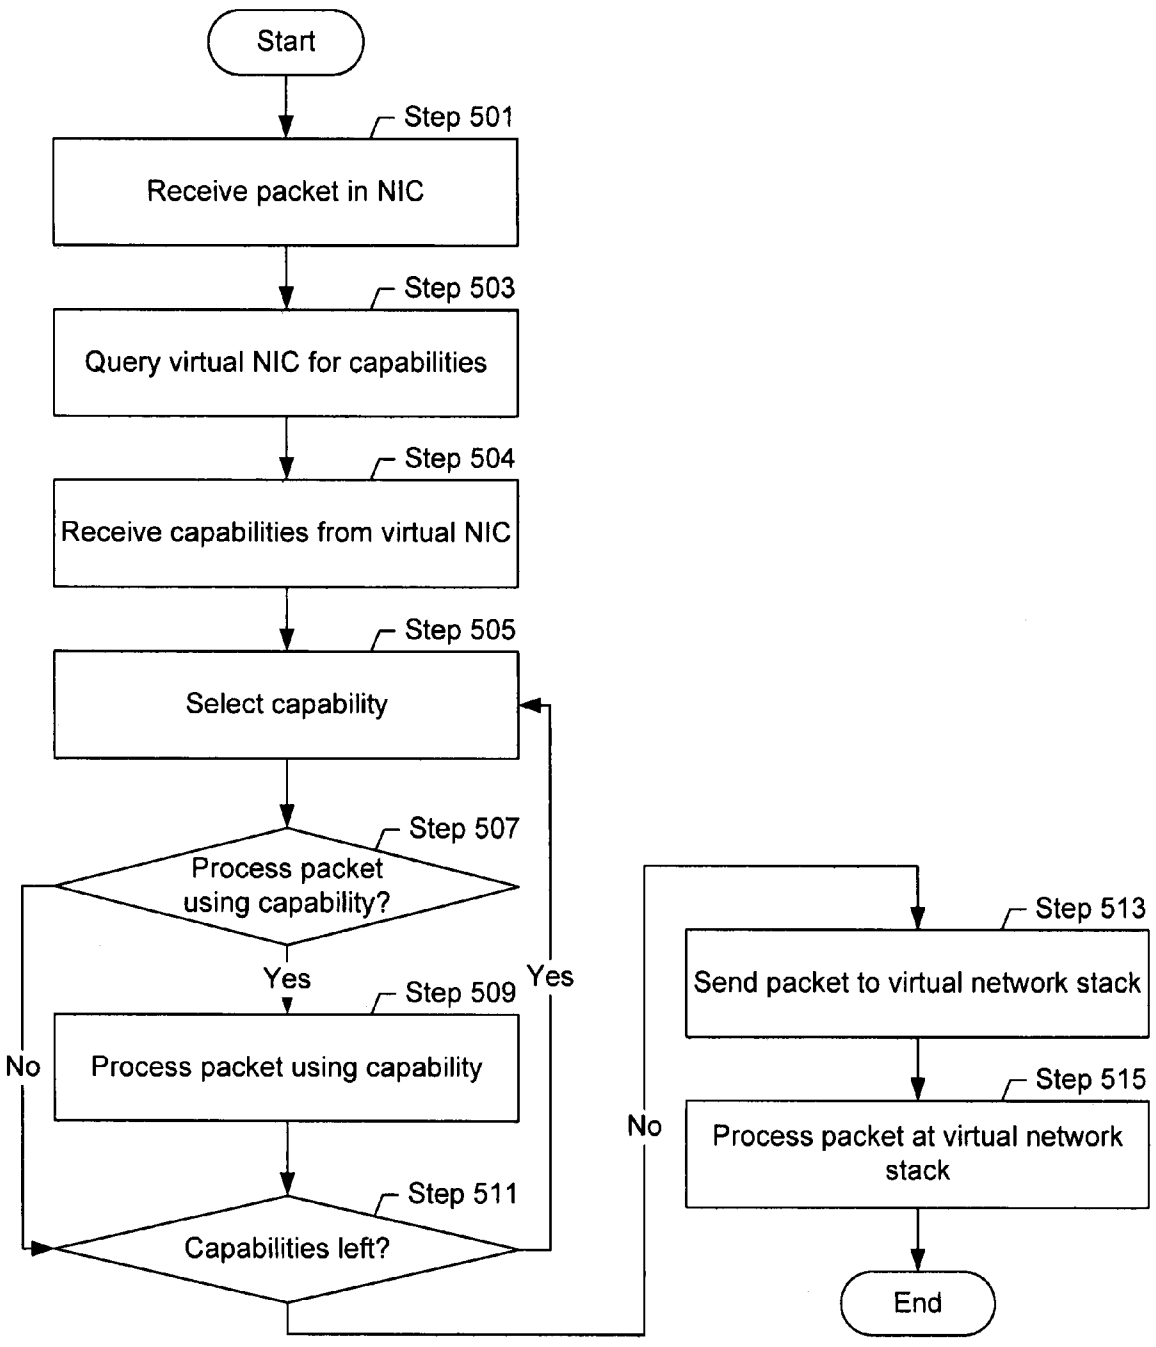 Start
Step 501
Receive packet in NIC
Step 503
Query virtual NIC for capabilities
Step 504
Receive capabilities from virtual NIC
Step 505
Select capability
Step 507
Process packet
using capability?
Yes
Step 509
Process packet using capability
No
Yes
Step 511
Capabilities left?
No
Step 513
Send packet to virtual network stack
Step 515
Process packet at virtual network
stack
End